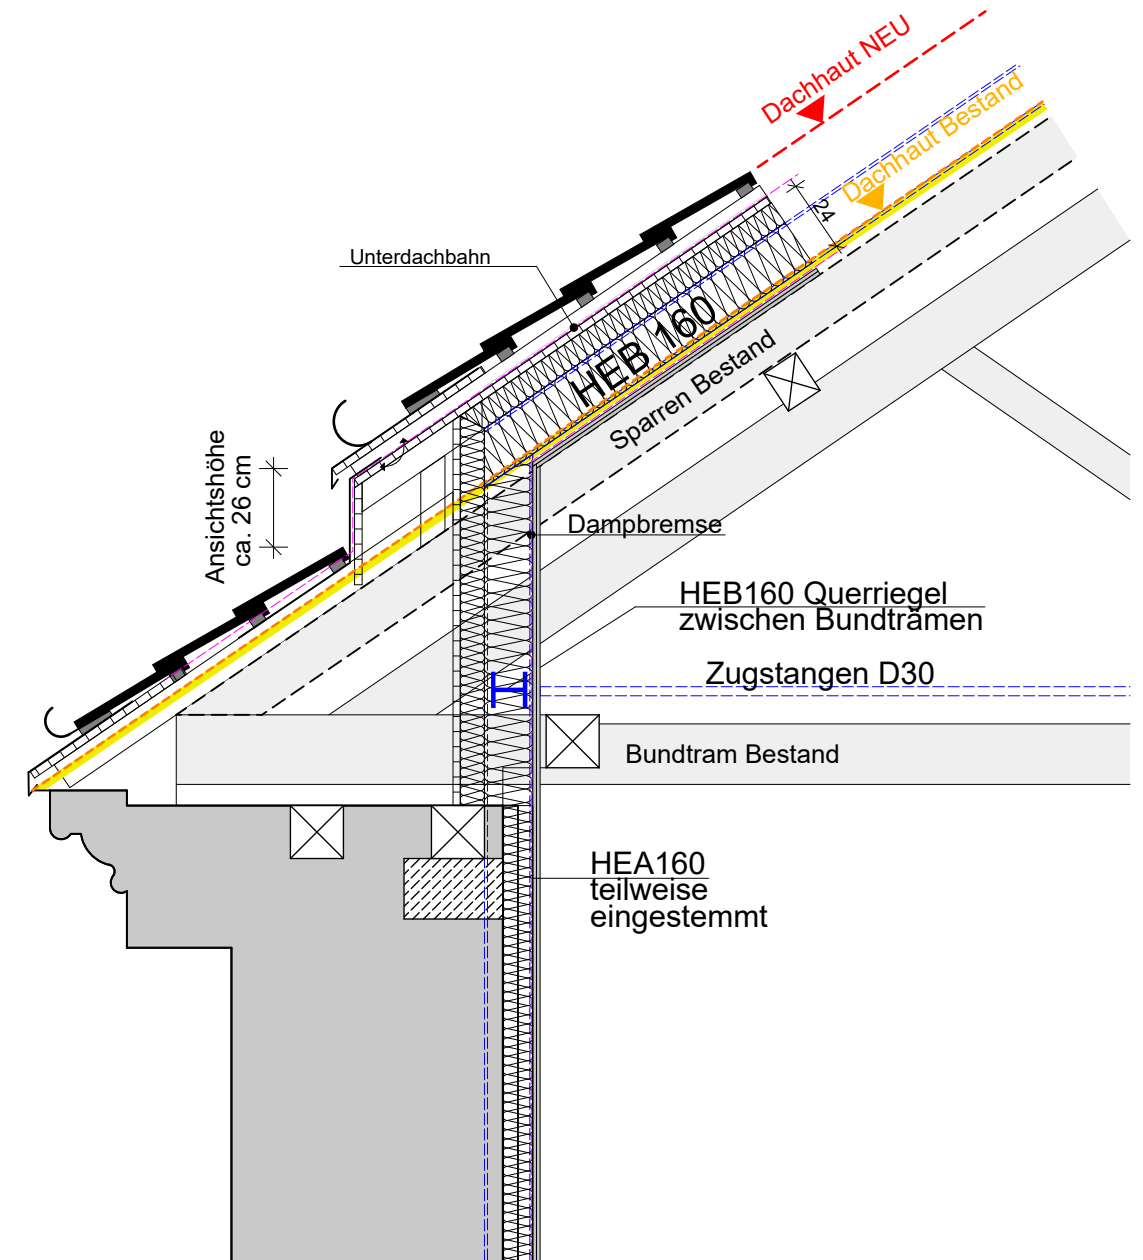 Dachhaut NEU
Dachhaut Bestand
24
Unterdachbahn
HEB 160
Sparren Bestand
Ansichtshöhe
ca. 26 cm
Dampbremse
HEB160 Querriegel
zwischen Bundträmen
Zugstangen D30
Bundtram Bestand
HEA160
teilweise
eingestemmt